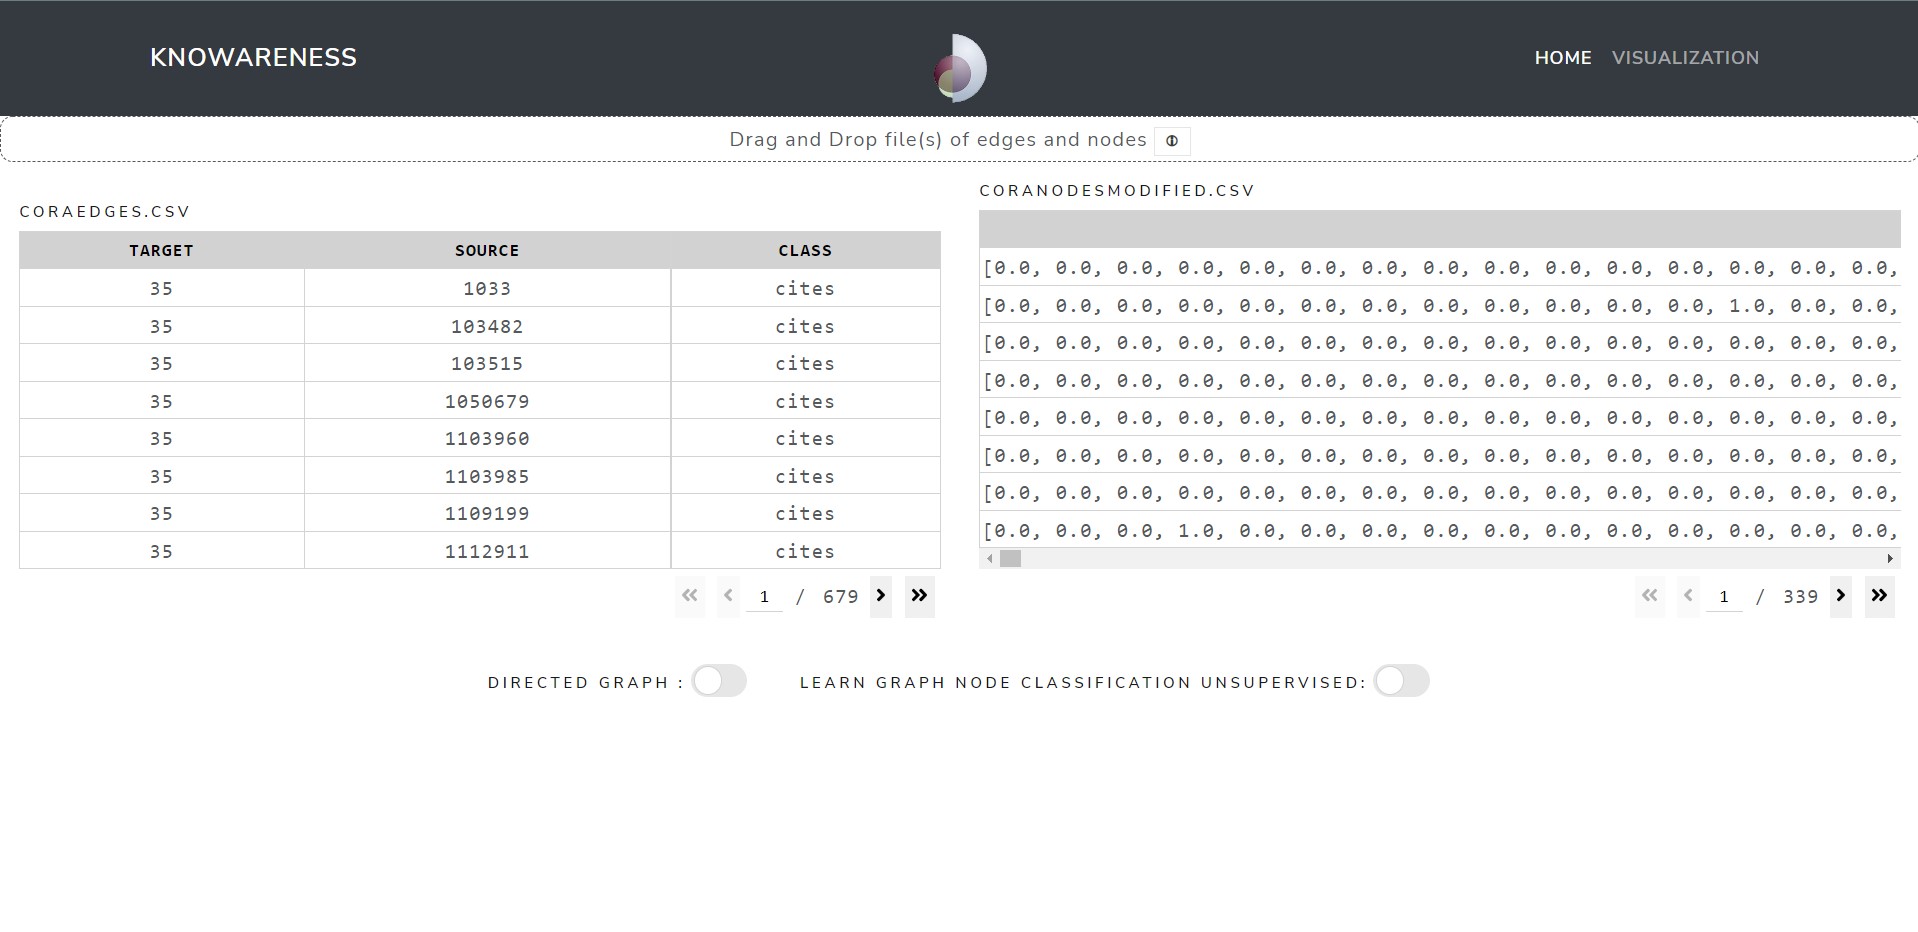 KNOWARENESS
HOME VISUALIZATION
Drag and Drop file(s) of edges and nodes
CORAEDGES.CSV
TARGET SOURCE CLASS
35 1033 cites
35 103482 cites
35 103515 cites
35 1050679 cites
35 1103960 cites
35 1103985 cites
35 1109199 cites
35 1112911 cites
« ‹ 1 / 679 › »
CORANODESMODIFIED.CSV
[0.0, 0.0, 0.0, 0.0, 0.0, 0.0, 0.0, 0.0, 0.0, 0.0, 0.0, 0.0, 0.0, 0.0, 0.0,
[0.0, 0.0, 0.0, 0.0, 0.0, 0.0, 0.0, 0.0, 0.0, 0.0, 0.0, 0.0, 1.0, 0.0, 0.0,
[0.0, 0.0, 0.0, 0.0, 0.0, 0.0, 0.0, 0.0, 0.0, 0.0, 0.0, 0.0, 0.0, 0.0, 0.0,
[0.0, 0.0, 0.0, 0.0, 0.0, 0.0, 0.0, 0.0, 0.0, 0.0, 0.0, 0.0, 0.0, 0.0, 0.0,
[0.0, 0.0, 0.0, 0.0, 0.0, 0.0, 0.0, 0.0, 0.0, 0.0, 0.0, 0.0, 0.0, 0.0, 0.0,
[0.0, 0.0, 0.0, 0.0, 0.0, 0.0, 0.0, 0.0, 0.0, 0.0, 0.0, 0.0, 0.0, 0.0, 0.0,
[0.0, 0.0, 0.0, 0.0, 0.0, 0.0, 0.0, 0.0, 0.0, 0.0, 0.0, 0.0, 0.0, 0.0, 0.0,
[0.0, 0.0, 0.0, 1.0, 0.0, 0.0, 0.0, 0.0, 0.0, 0.0, 0.0, 0.0, 0.0, 0.0, 0.0,
« ‹ 1 / 339 › »
DIRECTED GRAPH :
LEARN GRAPH NODE CLASSIFICATION UNSUPERVISED: